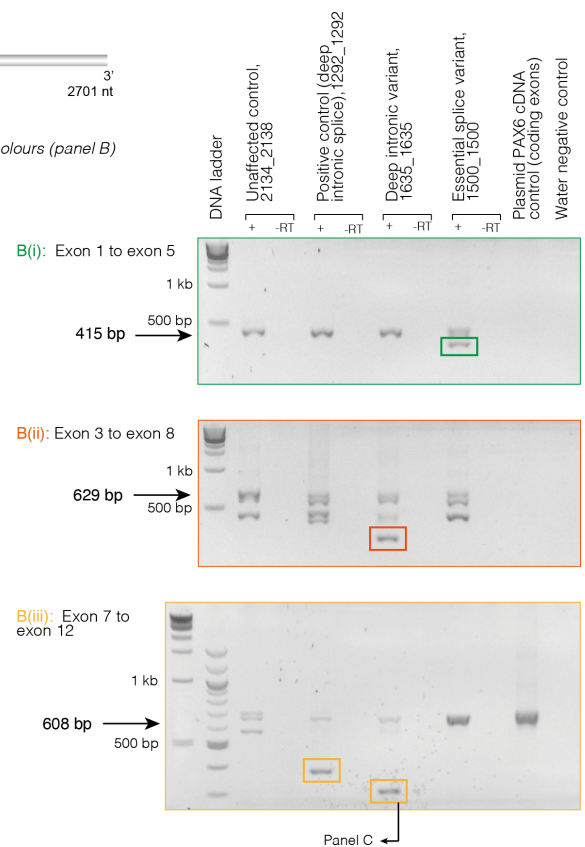 3'
2701 nt
olours (panel B)
DNA ladder
Unaffected control,
2134_2138
Positive control (deep
intronic splice),1292_1292
Deep intronic variant,
1635_1635
Essential splice variant,
1500_1500
Plasmid PAX6 cDNA
control (coding exons)
Water negative control
+ -RT + -RT + -RT + -RT
B(i): Exon 1 to exon 5
1 kb
500 bp
415 bp
B(ii): Exon 3 to exon 8
1 kb
629 bp
500 bp
B(iii): Exon 7 to
exon 12
1 kb
608 bp
500 bp
Panel C